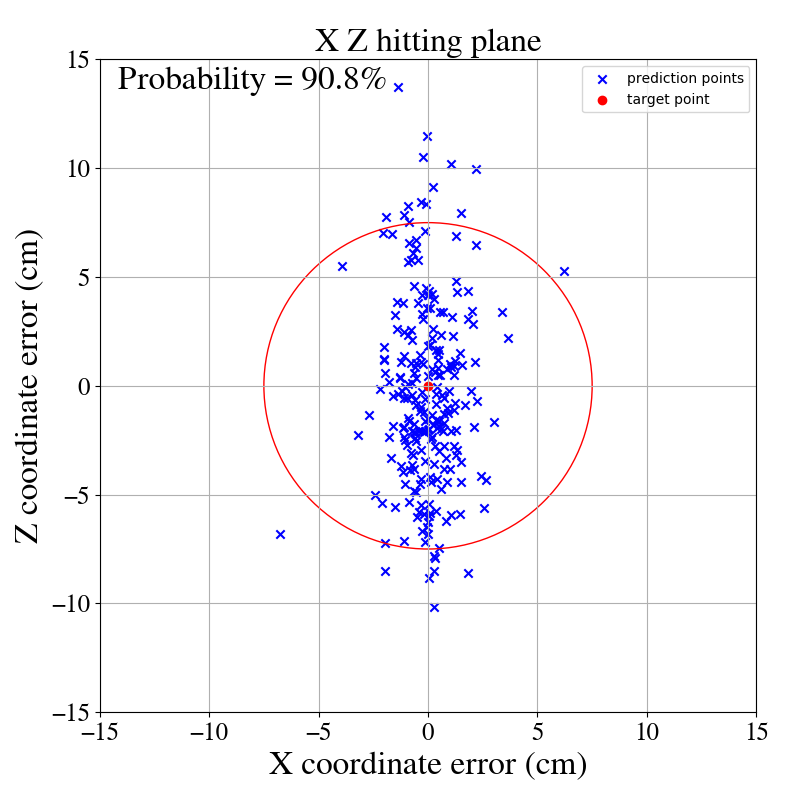 X Z hitting plane
Probability = 90.8%
prediction points
target point
Z coordinate error (cm)
15
10
5
0
−5
−10
−15
−15
−10
−5
0
5
10
15
X coordinate error (cm)